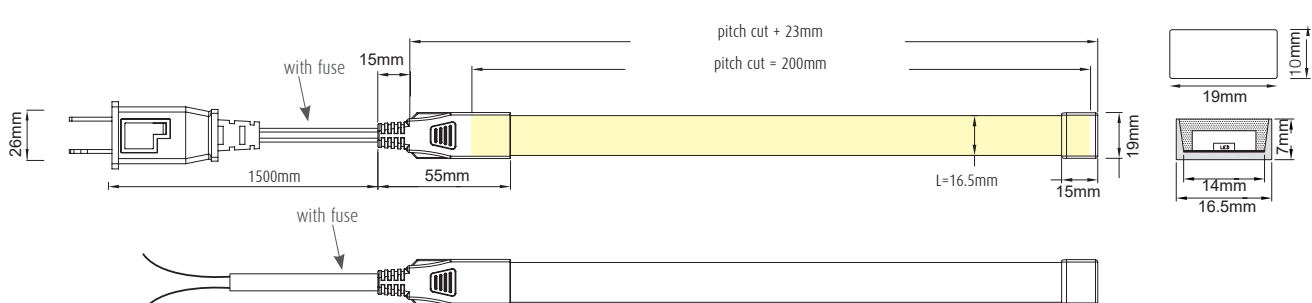 pitch cut + 23mm
15mm
pitch cut = 200mm
with fuse
10mm
19mm
26mm
19mm
LED
7mm
1500mm
55mm
L=16.5mm
15mm
14mm
16.5mm
with fuse